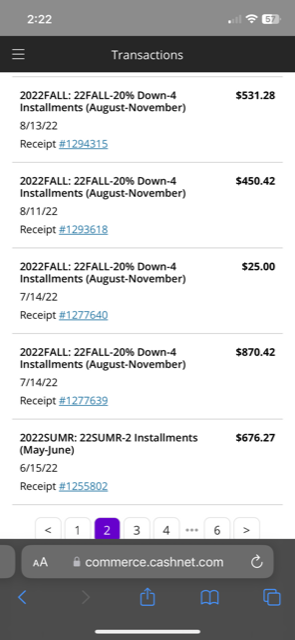 2:22
57
Transactions
2022FALL: 22FALL-20% Down-4 $531.28
Installments (August-November)
8/13/22
Receipt #1294315
2022FALL: 22FALL-20% Down-4 $450.42
Installments (August-November)
8/11/22
Receipt #1293618
2022FALL: 22FALL-20% Down-4 $25.00
Installments (August-November)
7/14/22
Receipt #1277640
2022FALL: 22FALL-20% Down-4 $870.42
Installments (August-November)
7/14/22
Receipt #1277639
2022SUMR: 22SUMR-2 Installments $676.27
(May-June)
6/15/22
Receipt #1255802
< 1 2 3 4 ••• 6 >
AA commerce.cashnet.com